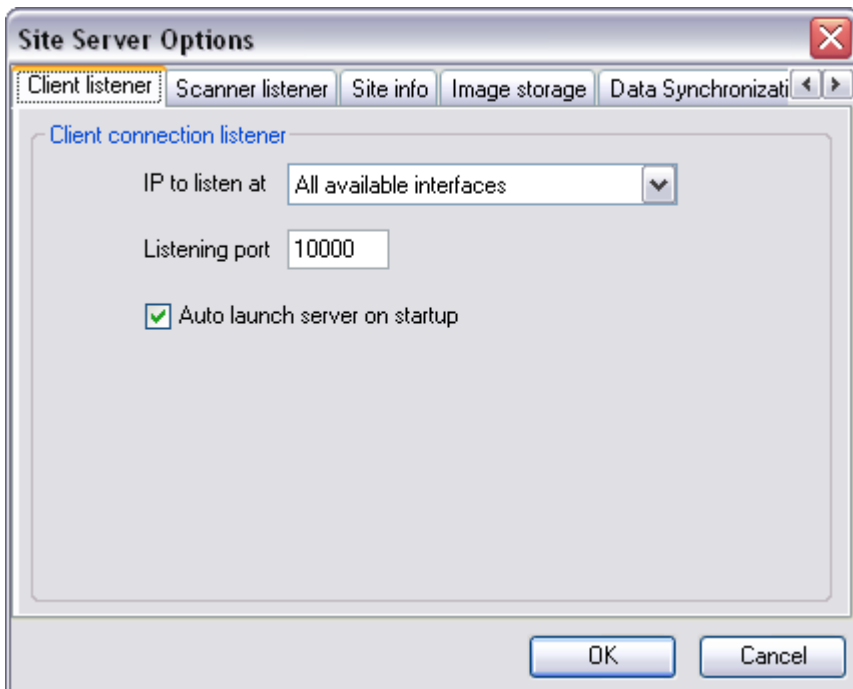 Site Server Options
Client listener Scanner listener Site info Image storage Data Synchronizati
Client connection listener
IP to listen at All available interfaces
Listening port 10000
Auto launch server on startup
OK Cancel